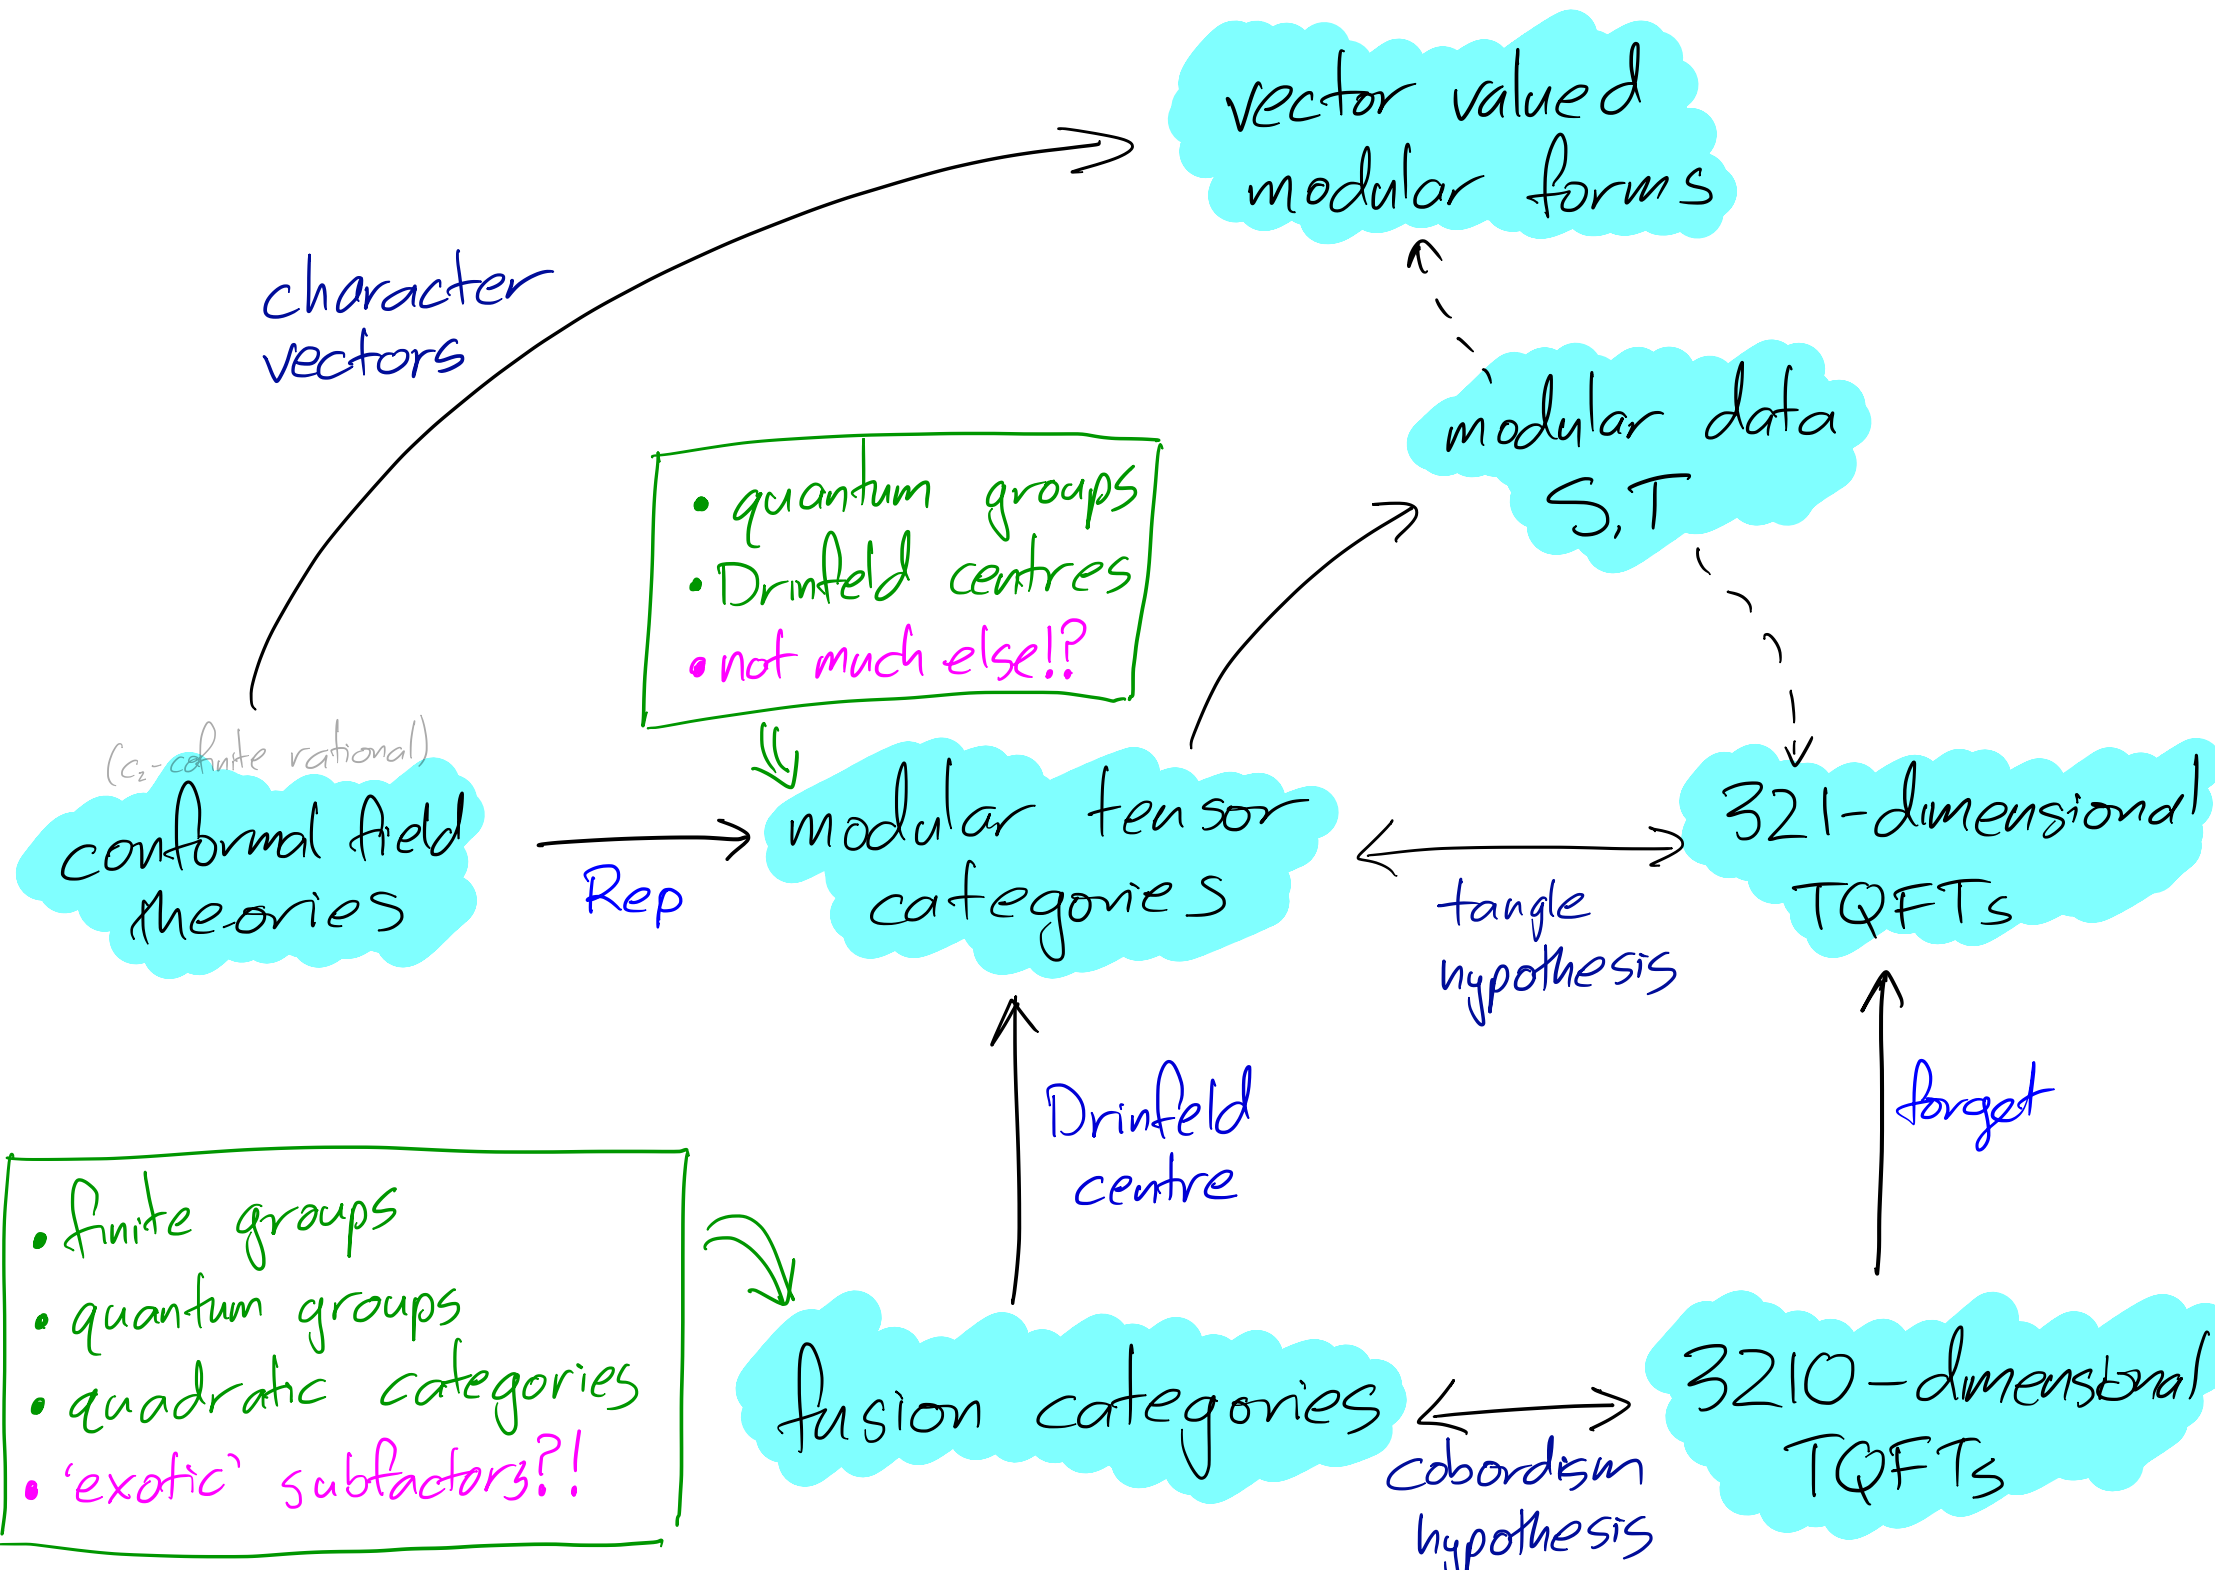 vector valued
modular forms
character
vectors
modular data
S,T
• quantum groups
• Drinfeld centres
• not much else!?
(c₂-cofinite rational)
conformal field
theories
Rep
modular tensor
categories
tangle
hypothesis
321-dimensional
TQFTs
Drinfeld
centre
forget
• finite groups
• quantum groups
• quadratic categories
• 'exotic' subfactors?!
fusion categories
cobordism
hypothesis
3210-dimensional
TQFTs